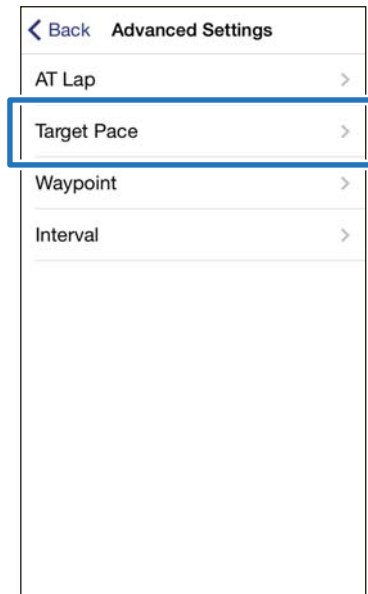 Back Advanced Settings
AT Lap
Target Pace
Waypoint
Interval